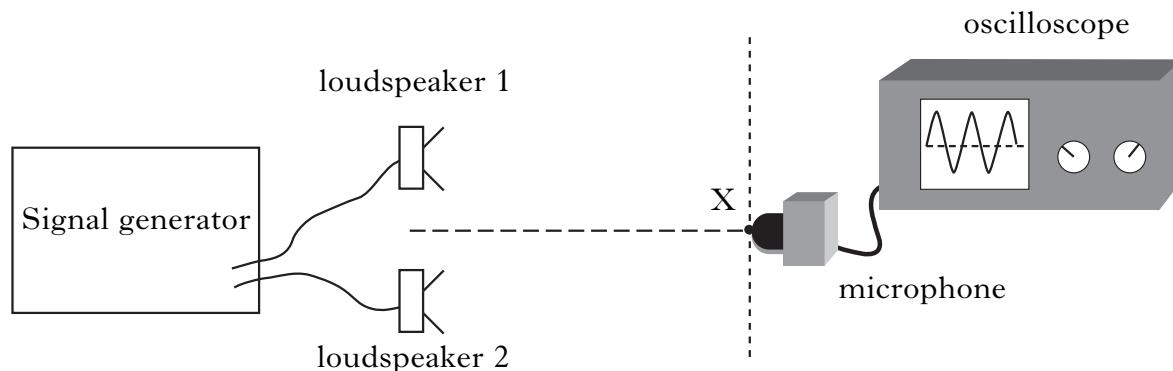 oscilloscope
loudspeaker 1
Signal generator
X
microphone
loudspeaker 2